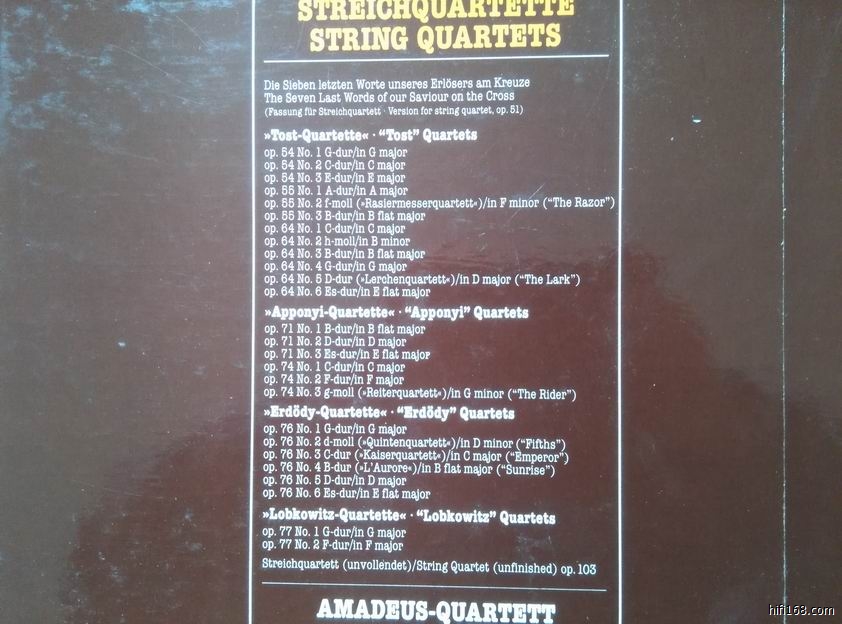 STREICHQUARTETTE
STRING QUARTETS
Die Sieben letzten Worte unseres Erlösers am Kreuze
The Seven Last Words of our Saviour on the Cross
(Fassung für Streichquartett · Version for string quartet, op. 51)
»Tost-Quartette« · “Tost” Quartets
op. 54 No. 1 G-dur/in G major
op. 54 No. 2 C-dur/in C major
op. 54 No. 3 E-dur/in E major
op. 55 No. 1 A-dur/in A major
op. 55 No. 2 f-moll (»Rasiermesserquartett«)/in F minor (“The Razor”)
op. 55 No. 3 B-dur/in B flat major
op. 64 No. 1 C-dur/in C major
op. 64 No. 2 h-moll/in B minor
op. 64 No. 3 B-dur/in B flat major
op. 64 No. 4 G-dur/in G major
op. 64 No. 5 D-dur (»Lerchenquartett«)/in D major (“The Lark”)
op. 64 No. 6 Es-dur/in E flat major
»Apponyi-Quartette« · “Apponyi” Quartets
op. 71 No. 1 B-dur/in B flat major
op. 71 No. 2 D-dur/in D major
op. 71 No. 3 Es-dur/in E flat major
op. 74 No. 1 C-dur/in C major
op. 74 No. 2 F-dur/in F major
op. 74 No. 3 g-moll (»Reiterquartett«)/in G minor (“The Rider”)
»Erdödy-Quartette« · “Erdödy” Quartets
op. 76 No. 1 G-dur/in G major
op. 76 No. 2 d-moll (»Quintenquartett«)/in D minor (“Fifths”)
op. 76 No. 3 C-dur (»Kaiserquartett«)/in C major (“Emperor”)
op. 76 No. 4 B-dur (»L’Aurore«)/in B flat major (“Sunrise”)
op. 76 No. 5 D-dur/in D major
op. 76 No. 6 Es-dur/in E flat major
»Lobkowitz-Quartette« · “Lobkowitz” Quartets
op. 77 No. 1 G-dur/in G major
op. 77 No. 2 F-dur/in F major
Streichquartett (unvollendet)/String Quartet (unfinished) op. 103
AMADEUS-QUARTETT
hifi168.com